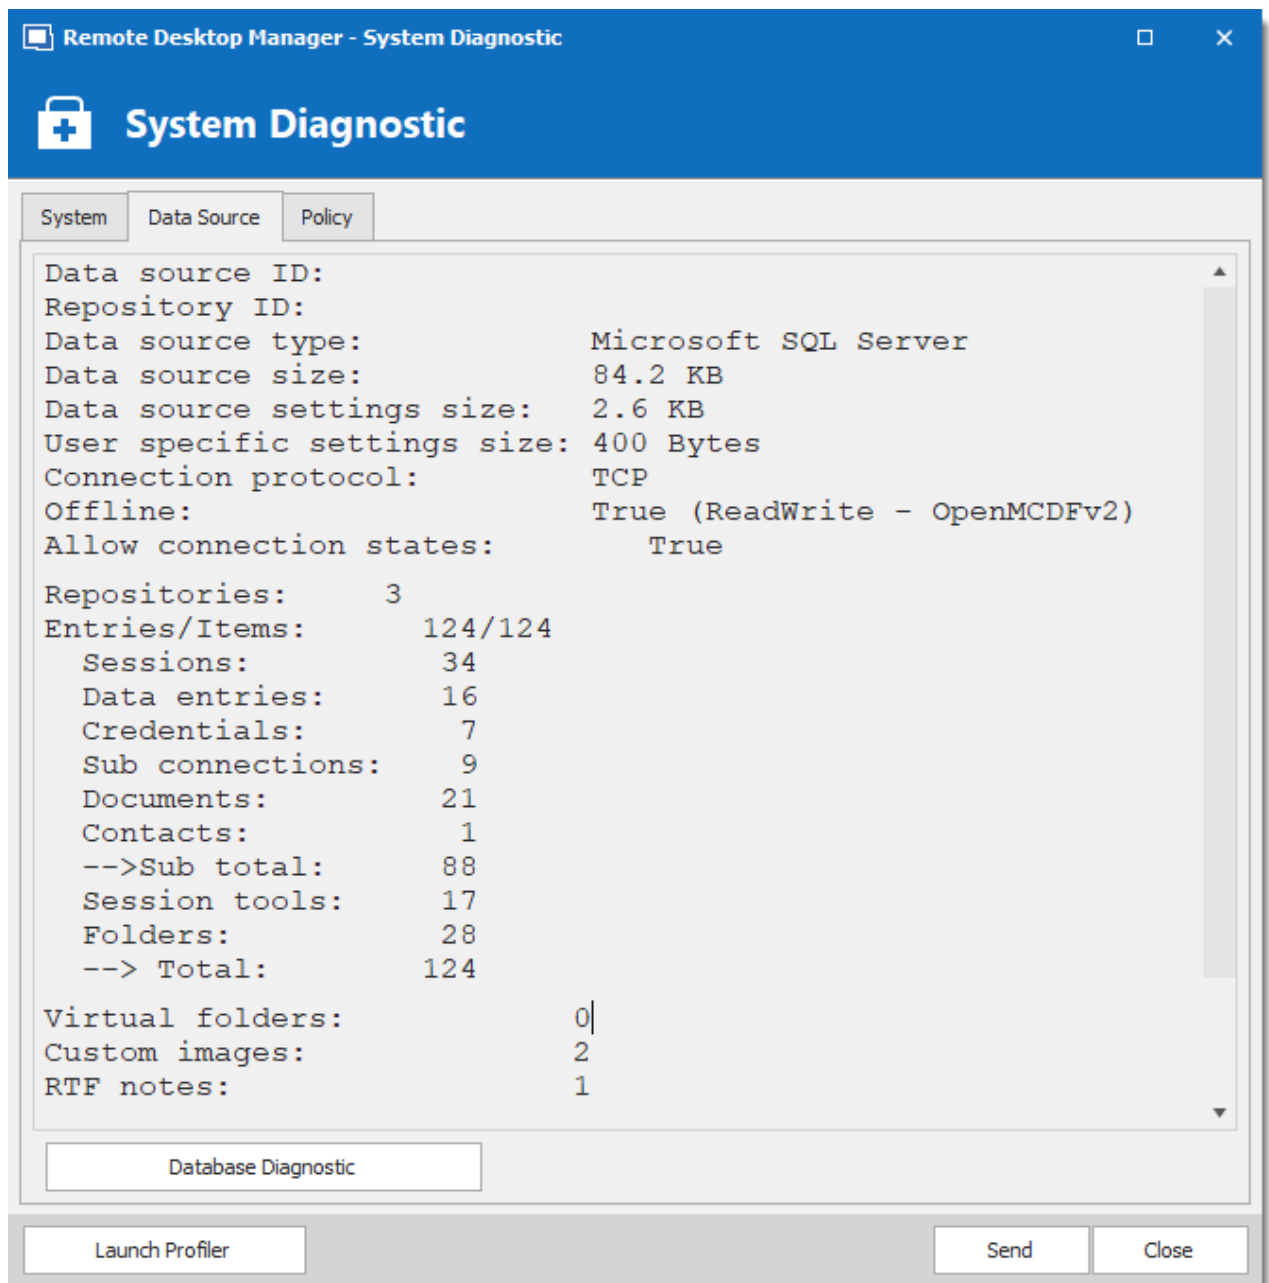 Remote Desktop Manager - System Diagnostic
System Diagnostic
System Data Source Policy
Data source ID:
Repository ID:
Data source type: Microsoft SQL Server
Data source size: 84.2 KB
Data source settings size: 2.6 KB
User specific settings size: 400 Bytes
Connection protocol: TCP
Offline: True (ReadWrite - OpenMCDFv2)
Allow connection states: True
Repositories: 3
Entries/Items: 124/124
Sessions: 34
Data entries: 16
Credentials: 7
Sub connections: 9
Documents: 21
Contacts: 1
-->Sub total: 88
Session tools: 17
Folders: 28
--> Total: 124
Virtual folders: 0
Custom images: 2
RTF notes: 1
Database Diagnostic
Launch Profiler Send Close